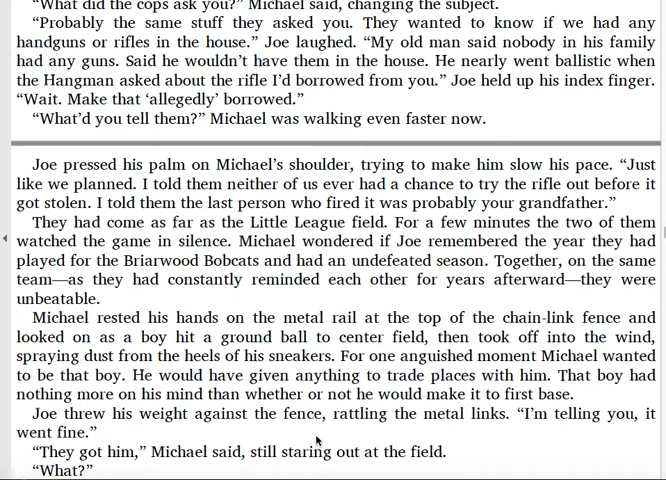 “What did the cops ask you?” Michael said, changing the subject.
“Probably the same stuff they asked you. They wanted to know if we had any
handguns or rifles in the house.” Joe laughed. “My old man said nobody in his family
had any guns. Said he wouldn’t have them in the house. He nearly went ballistic when
the Hangman asked about the rifle I’d borrowed from you.” Joe held up his index finger.
“Wait. Make that ‘allegedly’ borrowed.”
“What’d you tell them?” Michael was walking even faster now.
Joe pressed his palm on Michael’s shoulder, trying to make him slow his pace. “Just
like we planned. I told them neither of us ever had a chance to try the rifle out before it
got stolen. I told them the last person who fired it was probably your grandfather.”
They had come as far as the Little League field. For a few minutes the two of them
watched the game in silence. Michael wondered if Joe remembered the year they had
played for the Briarwood Bobcats and had an undefeated season. Together, on the same
team—as they had constantly reminded each other for years afterward—they were
unbeatable.
Michael rested his hands on the metal rail at the top of the chain-link fence and
looked on as a boy hit a ground ball to center field, then took off into the wind,
spraying dust from the heels of his sneakers. For one anguished moment Michael wanted
to be that boy. He would have given anything to trade places with him. That boy had
nothing more on his mind than whether or not he would make it to first base.
Joe threw his weight against the fence, rattling the metal links. “I’m telling you, it
went fine.”
“They got him,” Michael said, still staring out at the field.
“What?”